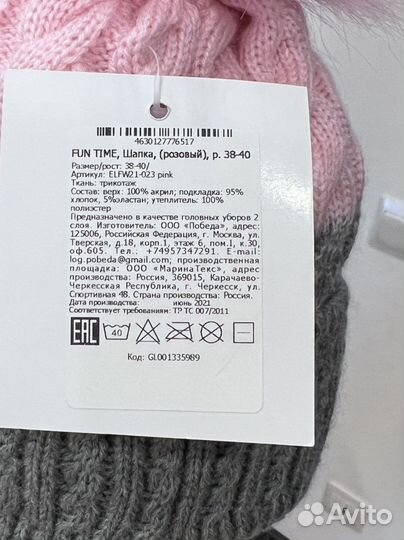 4630127776517
FUN TIME, Шапка, (розовый), р. 38-40
Размер/рост: 38-40/
Артикул: ELFW21-023 pink
Ткань: трикотаж
Состав: верх: 100% акрил; подкладка: 95%
хлопок, 5%эластан; утеплитель: 100%
полиэстер
Предназначено в качестве головных уборов 2
слоя. Изготовитель: ООО «Победа», адрес:
125006, Российская Федерация, г. Москва, ул.
Тверская, д.18, корп.1, этаж 6, пом.I, к.30,
оф.605. Тел.: +74957347291. E-mail:
log.pobeda@gmail.com; производственная
площадка: ООО «МаринаТекс», адрес
производства: Россия, 369015, Карачаево-
Черкесская Республика, г. Черкесск, ул.
Спортивная 48. Страна производства: Россия.
Дата производства: июнь 2021
Соответствует требованиям: ТР ТС 007/2011
EAC 40
Код: GL001335989
Avito